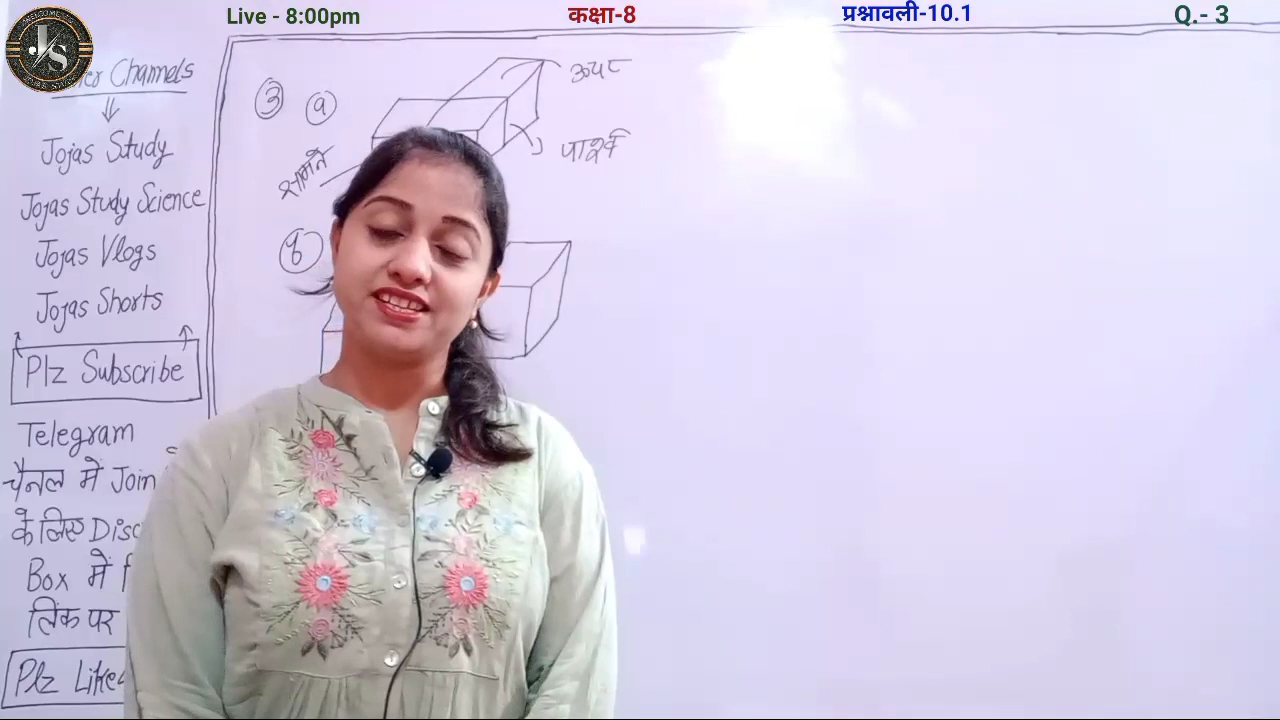 Live - 8:00pm
कक्षा-8
प्रश्नावली-10.1
Q.- 3
Channels
Jojas Study
Jojas Study Science
Jojas Vlogs
Jojas Shorts
Plz Subscribe
Telegram
चैनल में Join
के लिए Disc
Box में
लिंक पर
Plz Like
3 a
ऊपर
पार्श्व
सामने
b